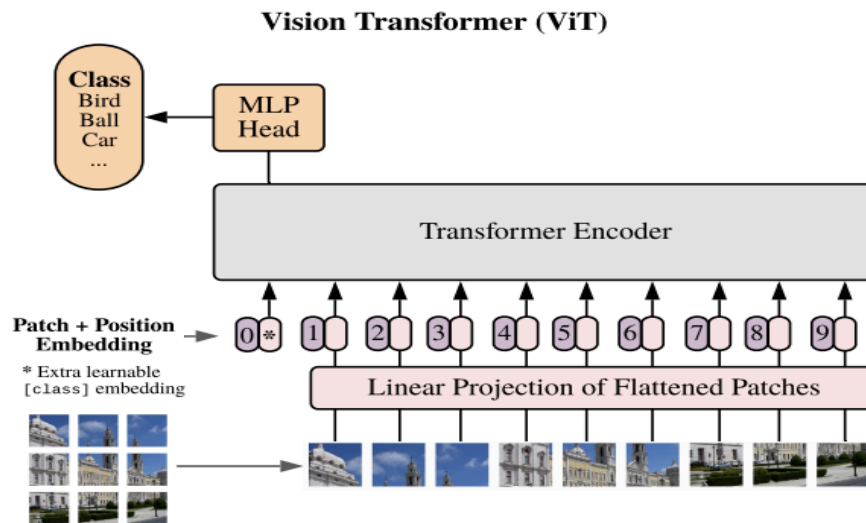 Vision Transformer (ViT)
Class
Bird
Ball
Car
...
MLP
Head
Transformer Encoder
Patch + Position
Embedding
0 * 1 2 3 4 5 6 7 8 9
* Extra learnable
[class] embedding
Linear Projection of Flattened Patches